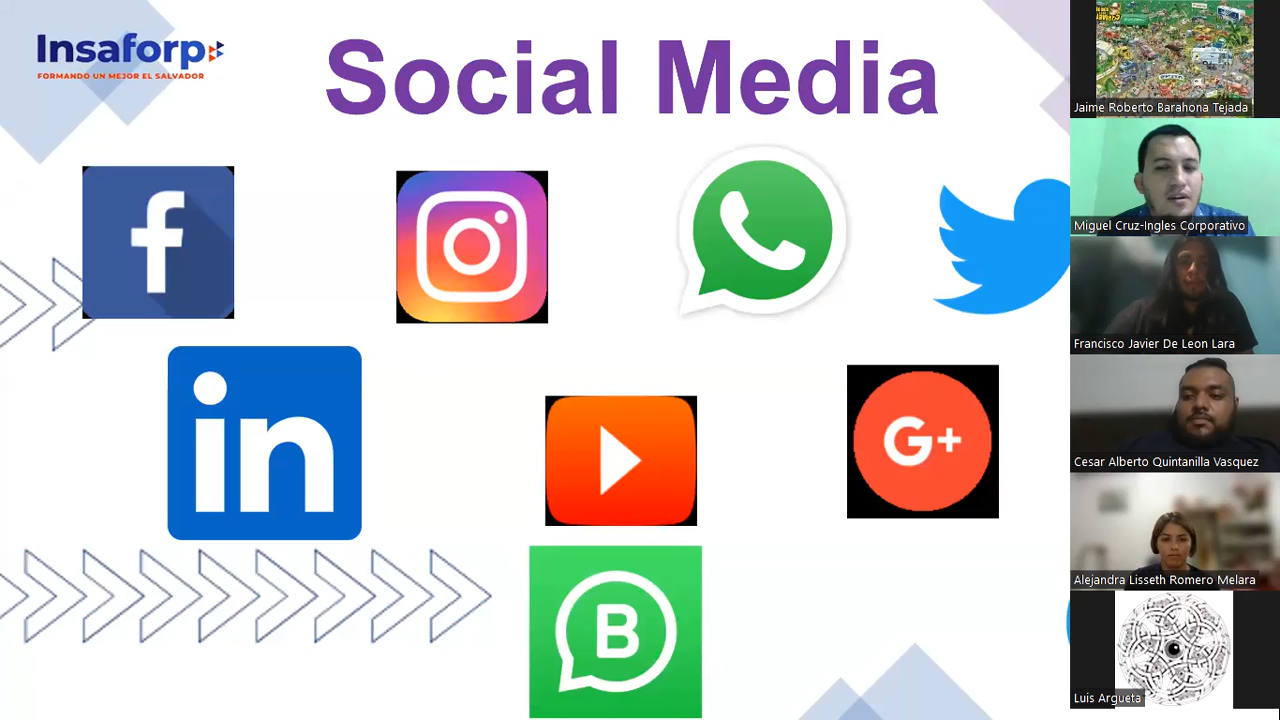 Insaforp
FORMANDO UN MEJOR EL SALVADOR
Social Media
f
in
G+
B
Jaime Roberto Barahona Tejada
Miguel Cruz-Ingles Corporativo
Francisco Javier De Leon Lara
Cesar Alberto Quintanilla Vasquez
Alejandra Lisseth Romero Melara
Luis Argueta